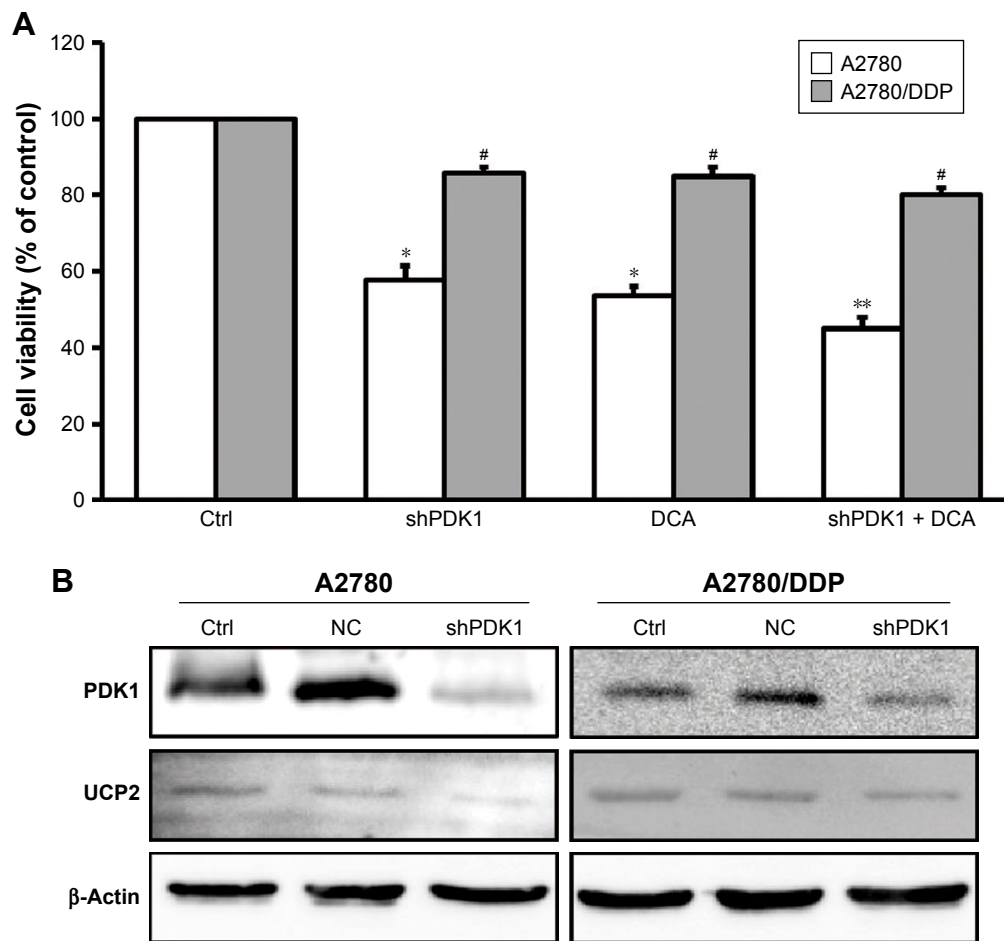 A
Cell viability (% of control)
120
100
80
60
40
20
0
A2780
A2780/DDP
#
#
#
*
*
**
Ctrl
shPDK1
DCA
shPDK1 + DCA
B
A2780
A2780/DDP
Ctrl
NC
shPDK1
Ctrl
NC
shPDK1
PDK1
UCP2
β-Actin